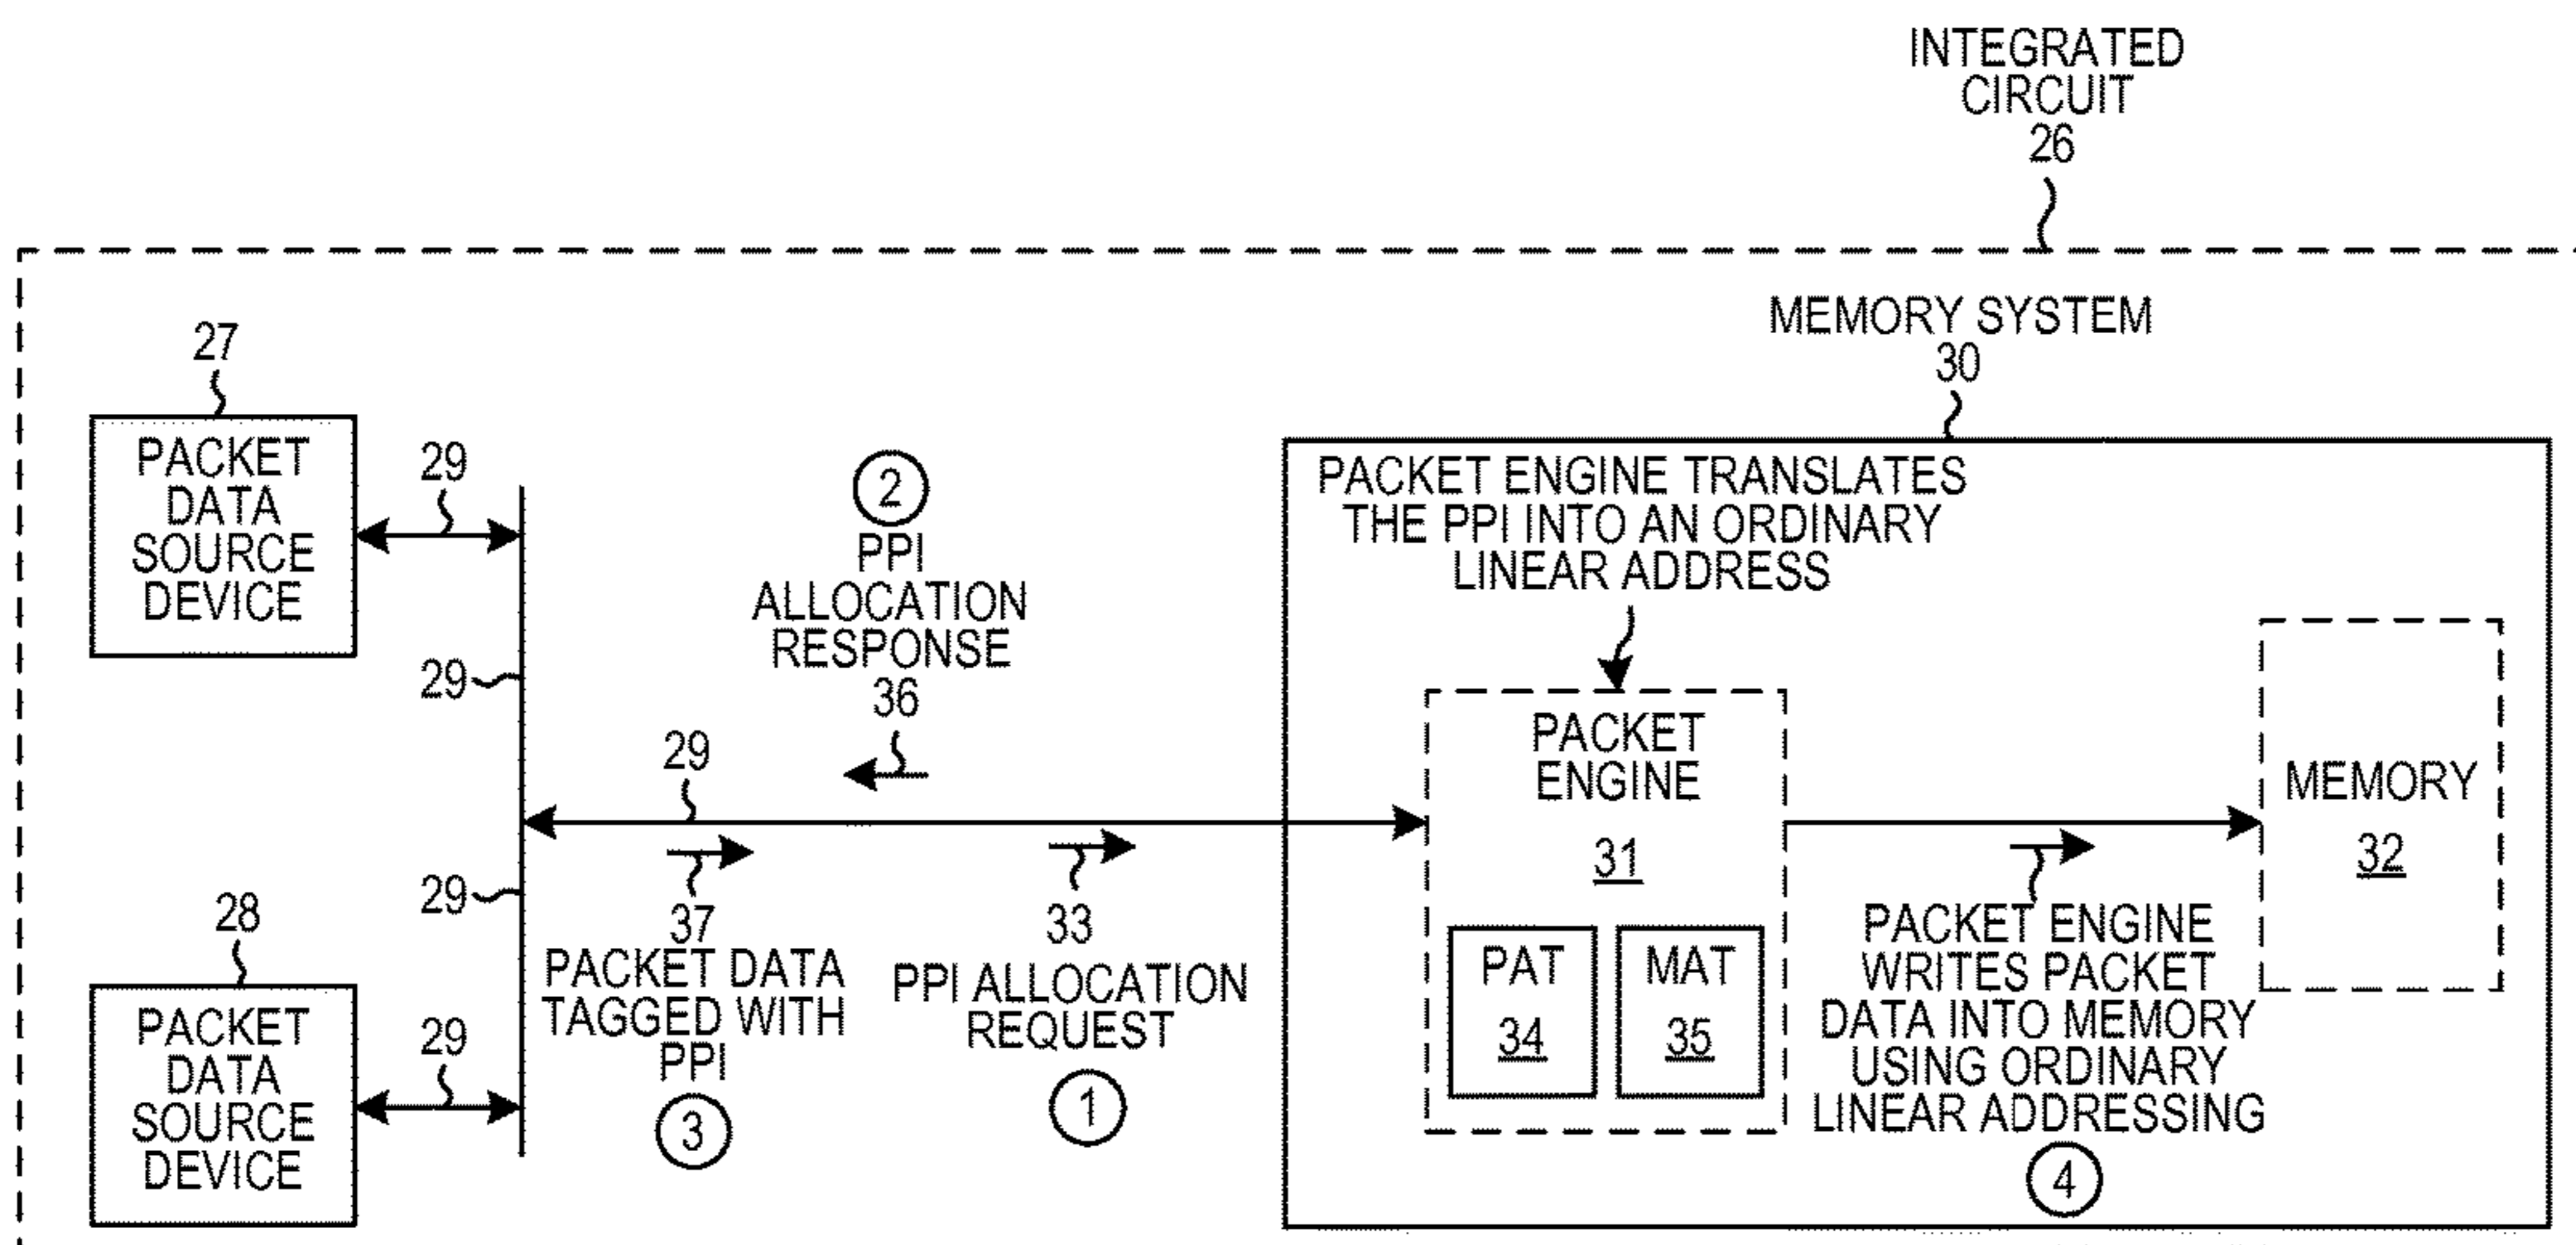 INTEGRATED
CIRCUIT
26
MEMORY SYSTEM
30
27
PACKET
DATA
SOURCE
DEVICE
29
29
2
PPI
ALLOCATION
RESPONSE
36
29
PACKET ENGINE TRANSLATES
THE PPI INTO AN ORDINARY
LINEAR ADDRESS
PACKET
ENGINE
31
PAT
34
MAT
35
MEMORY
32
29
28
PACKET
DATA
SOURCE
DEVICE
29
37
PACKET DATA
TAGGED WITH
PPI
3
33
PPI ALLOCATION
REQUEST
1
PACKET ENGINE
WRITES PACKET
DATA INTO MEMORY
USING ORDINARY
LINEAR ADDRESSING
4